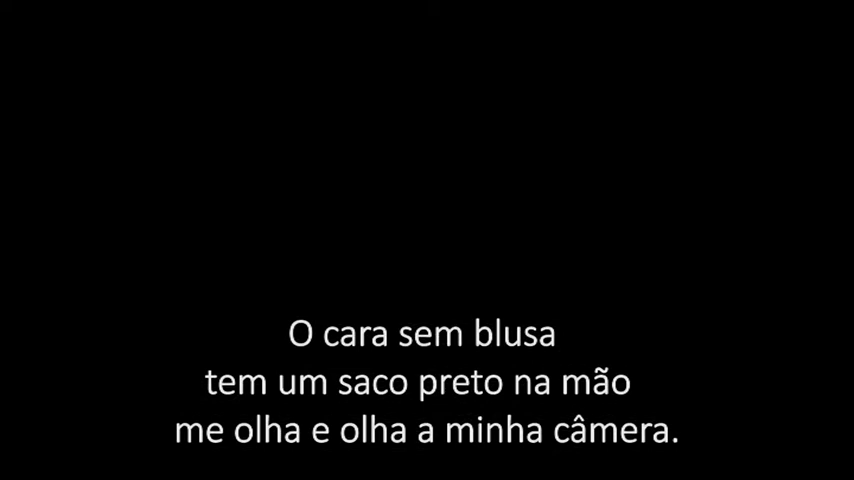 O cara sem blusa
tem um saco preto na mão
me olha e olha a minha câmera.